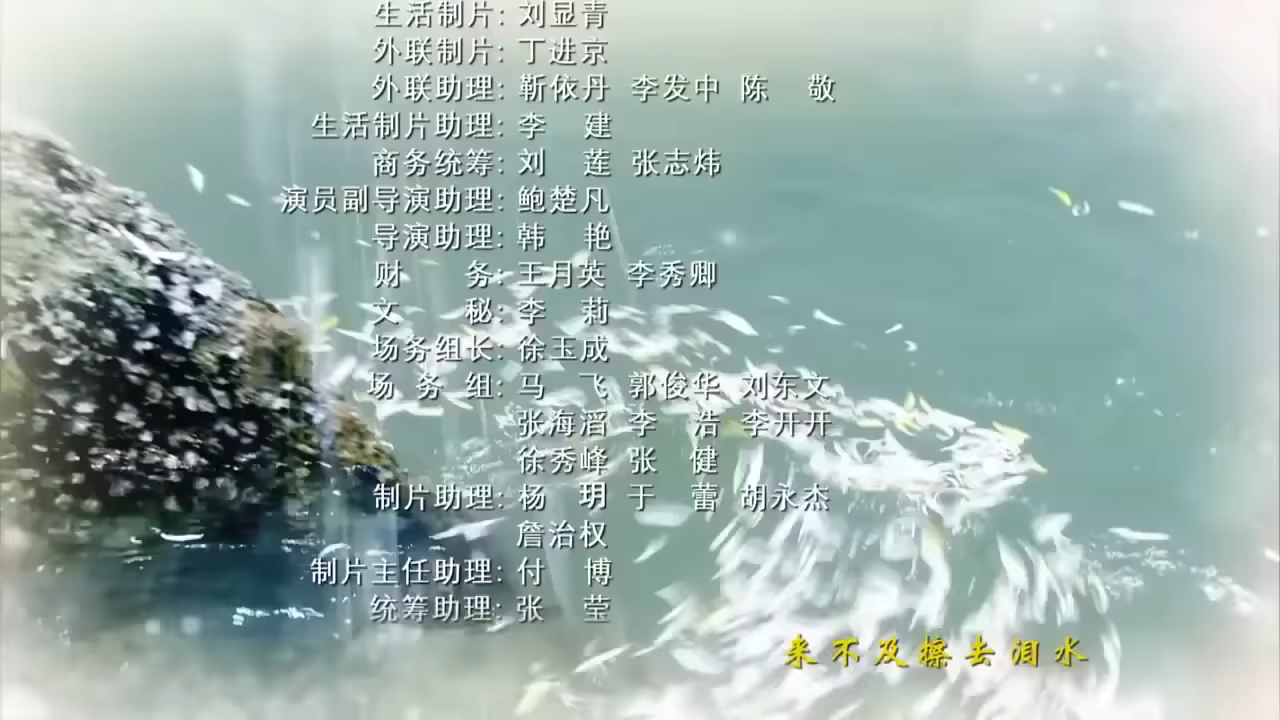 生活制片: 刘显青
外联制片: 丁进京
外联助理: 靳依丹 李发中 陈 敬
生活制片助理: 李 建
商务统筹: 刘 莲 张志炜
演员副导演助理: 鲍楚凡
导演助理: 韩 艳
财 务: 王月英 李秀卿
文 秘: 李 莉
场务组长: 徐玉成
场 务 组: 马 飞 郭俊华 刘东文
张海滔 李 浩 李开开
徐秀峰 张 健
制片助理: 杨 玥 于 蕾 胡永杰
詹治权
制片主任助理: 付 博
统筹助理: 张 莹
来不及擦去泪水